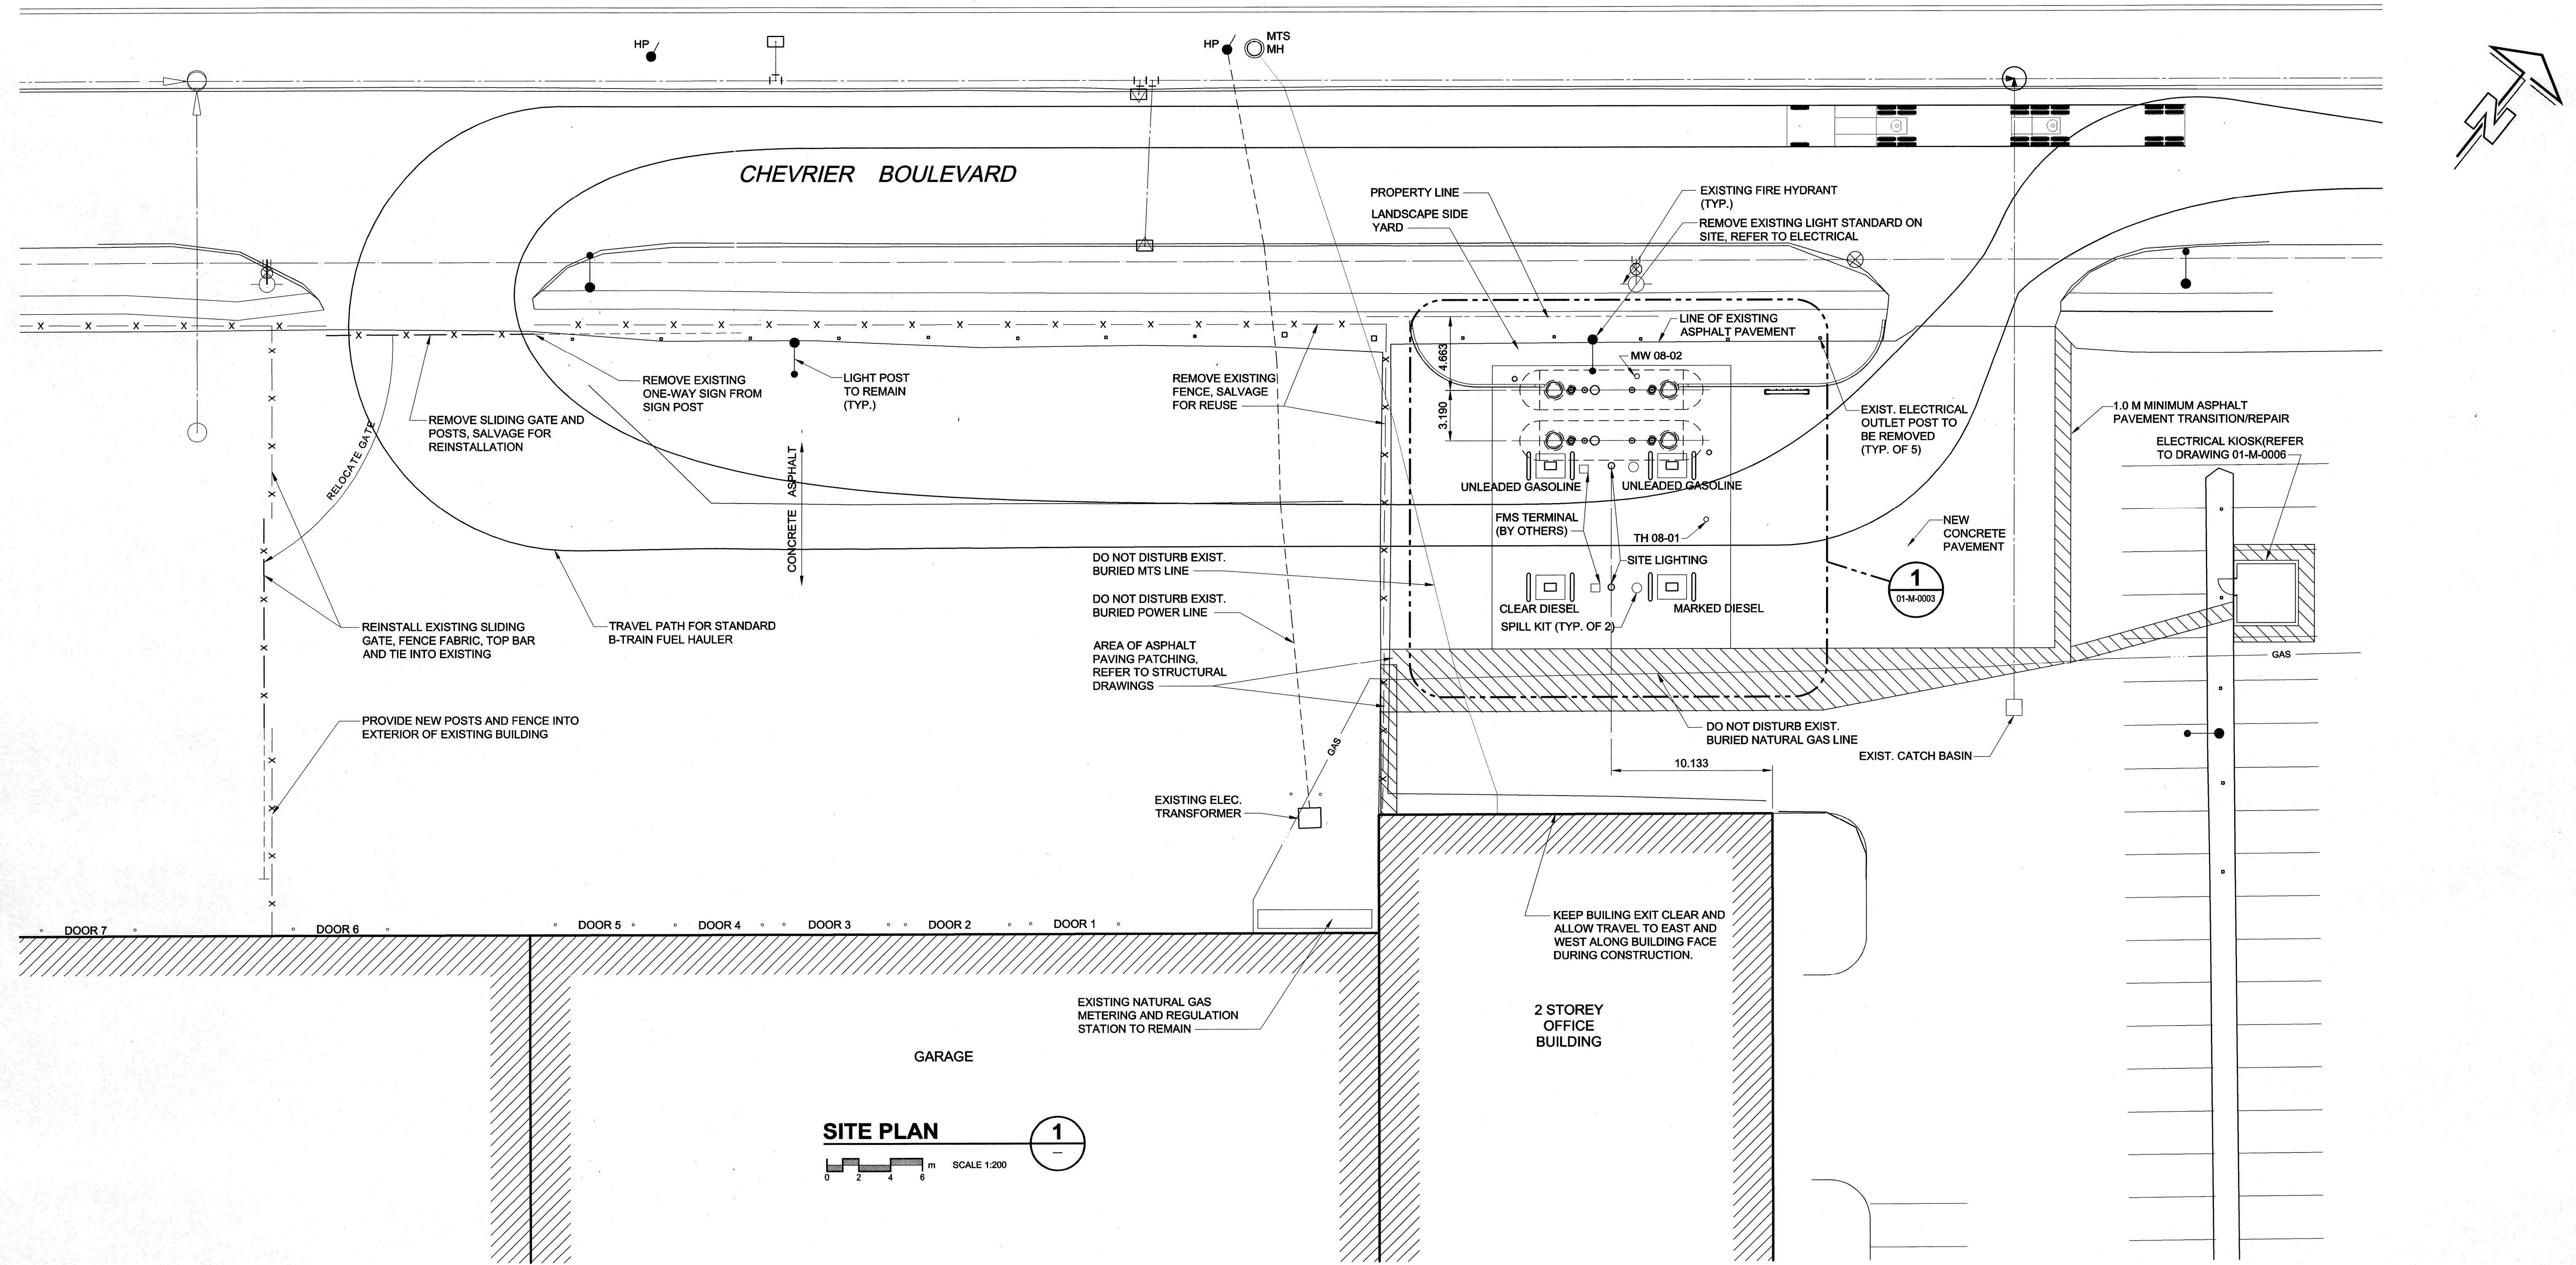 HP
HP
MTS
MH
N
CHEVRIER BOULEVARD
PROPERTY LINE
LANDSCAPE SIDE
YARD
EXISTING FIRE HYDRANT
(TYP.)
REMOVE EXISTING LIGHT STANDARD ON
SITE, REFER TO ELECTRICAL
LINE OF EXISTING
ASPHALT PAVEMENT
MW 08-02
4.663
3.190
REMOVE EXISTING
ONE-WAY SIGN FROM
SIGN POST
LIGHT POST
TO REMAIN
(TYP.)
REMOVE EXISTING
FENCE, SALVAGE
FOR REUSE
REMOVE SLIDING GATE AND
POSTS, SALVAGE FOR
REINSTALLATION
RELOCATE GATE
CONCRETE ASPHALT
EXIST. ELECTRICAL
OUTLET POST TO
BE REMOVED
(TYP. OF 5)
1.0 M MINIMUM ASPHALT
PAVEMENT TRANSITION/REPAIR
ELECTRICAL KIOSK(REFER
TO DRAWING 01-M-0006
UNLEADED GASOLINE
UNLEADED GASOLINE
FMS TERMINAL
(BY OTHERS)
TH 08-01
NEW
CONCRETE
PAVEMENT
SITE LIGHTING
CLEAR DIESEL
MARKED DIESEL
SPILL KIT (TYP. OF 2)
1
01-M-0003
DO NOT DISTURB EXIST.
BURIED MTS LINE
DO NOT DISTURB EXIST.
BURIED POWER LINE
AREA OF ASPHALT
PAVING PATCHING,
REFER TO STRUCTURAL
DRAWINGS
REINSTALL EXISTING SLIDING
GATE, FENCE FABRIC, TOP BAR
AND TIE INTO EXISTING
TRAVEL PATH FOR STANDARD
B-TRAIN FUEL HAULER
GAS
PROVIDE NEW POSTS AND FENCE INTO
EXTERIOR OF EXISTING BUILDING
DO NOT DISTURB EXIST.
BURIED NATURAL GAS LINE
GAS
EXIST. CATCH BASIN
10.133
EXISTING ELEC.
TRANSFORMER
DOOR 7
DOOR 6
DOOR 5
DOOR 4
DOOR 3
DOOR 2
DOOR 1
KEEP BUILING EXIT CLEAR AND
ALLOW TRAVEL TO EAST AND
WEST ALONG BUILDING FACE
DURING CONSTRUCTION.
EXISTING NATURAL GAS
METERING AND REGULATION
STATION TO REMAIN
2 STOREY
OFFICE
BUILDING
GARAGE
SITE PLAN
1
—
0 2 4 6 m SCALE 1:200